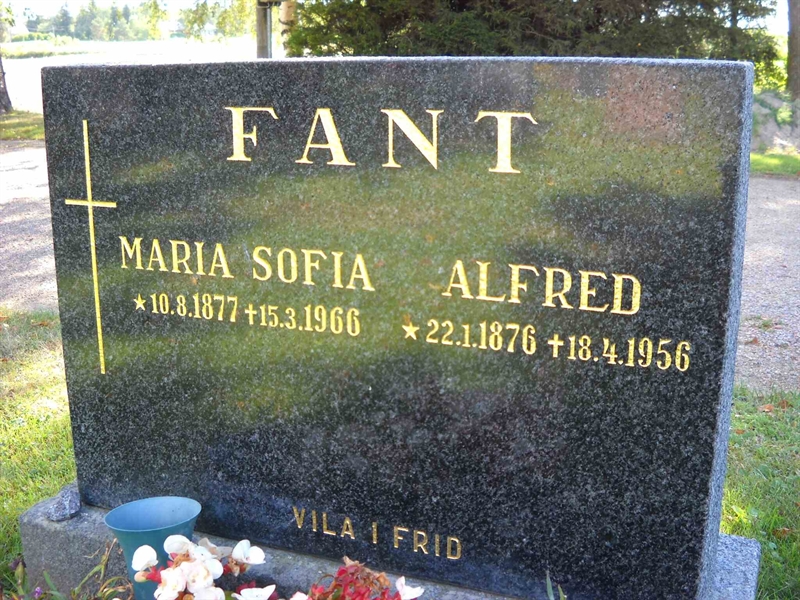 FANT
MARIA SOFIA
★10.8.1877 ✝15.3.1966
ALFRED
★22.1.1876 ✝18.4.1956
VILA I FRID